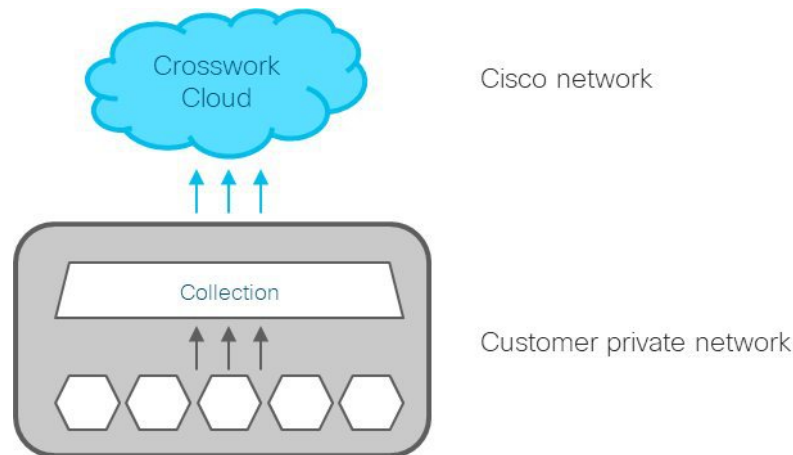 Crosswork
Cloud
Cisco network
Collection
Customer private network